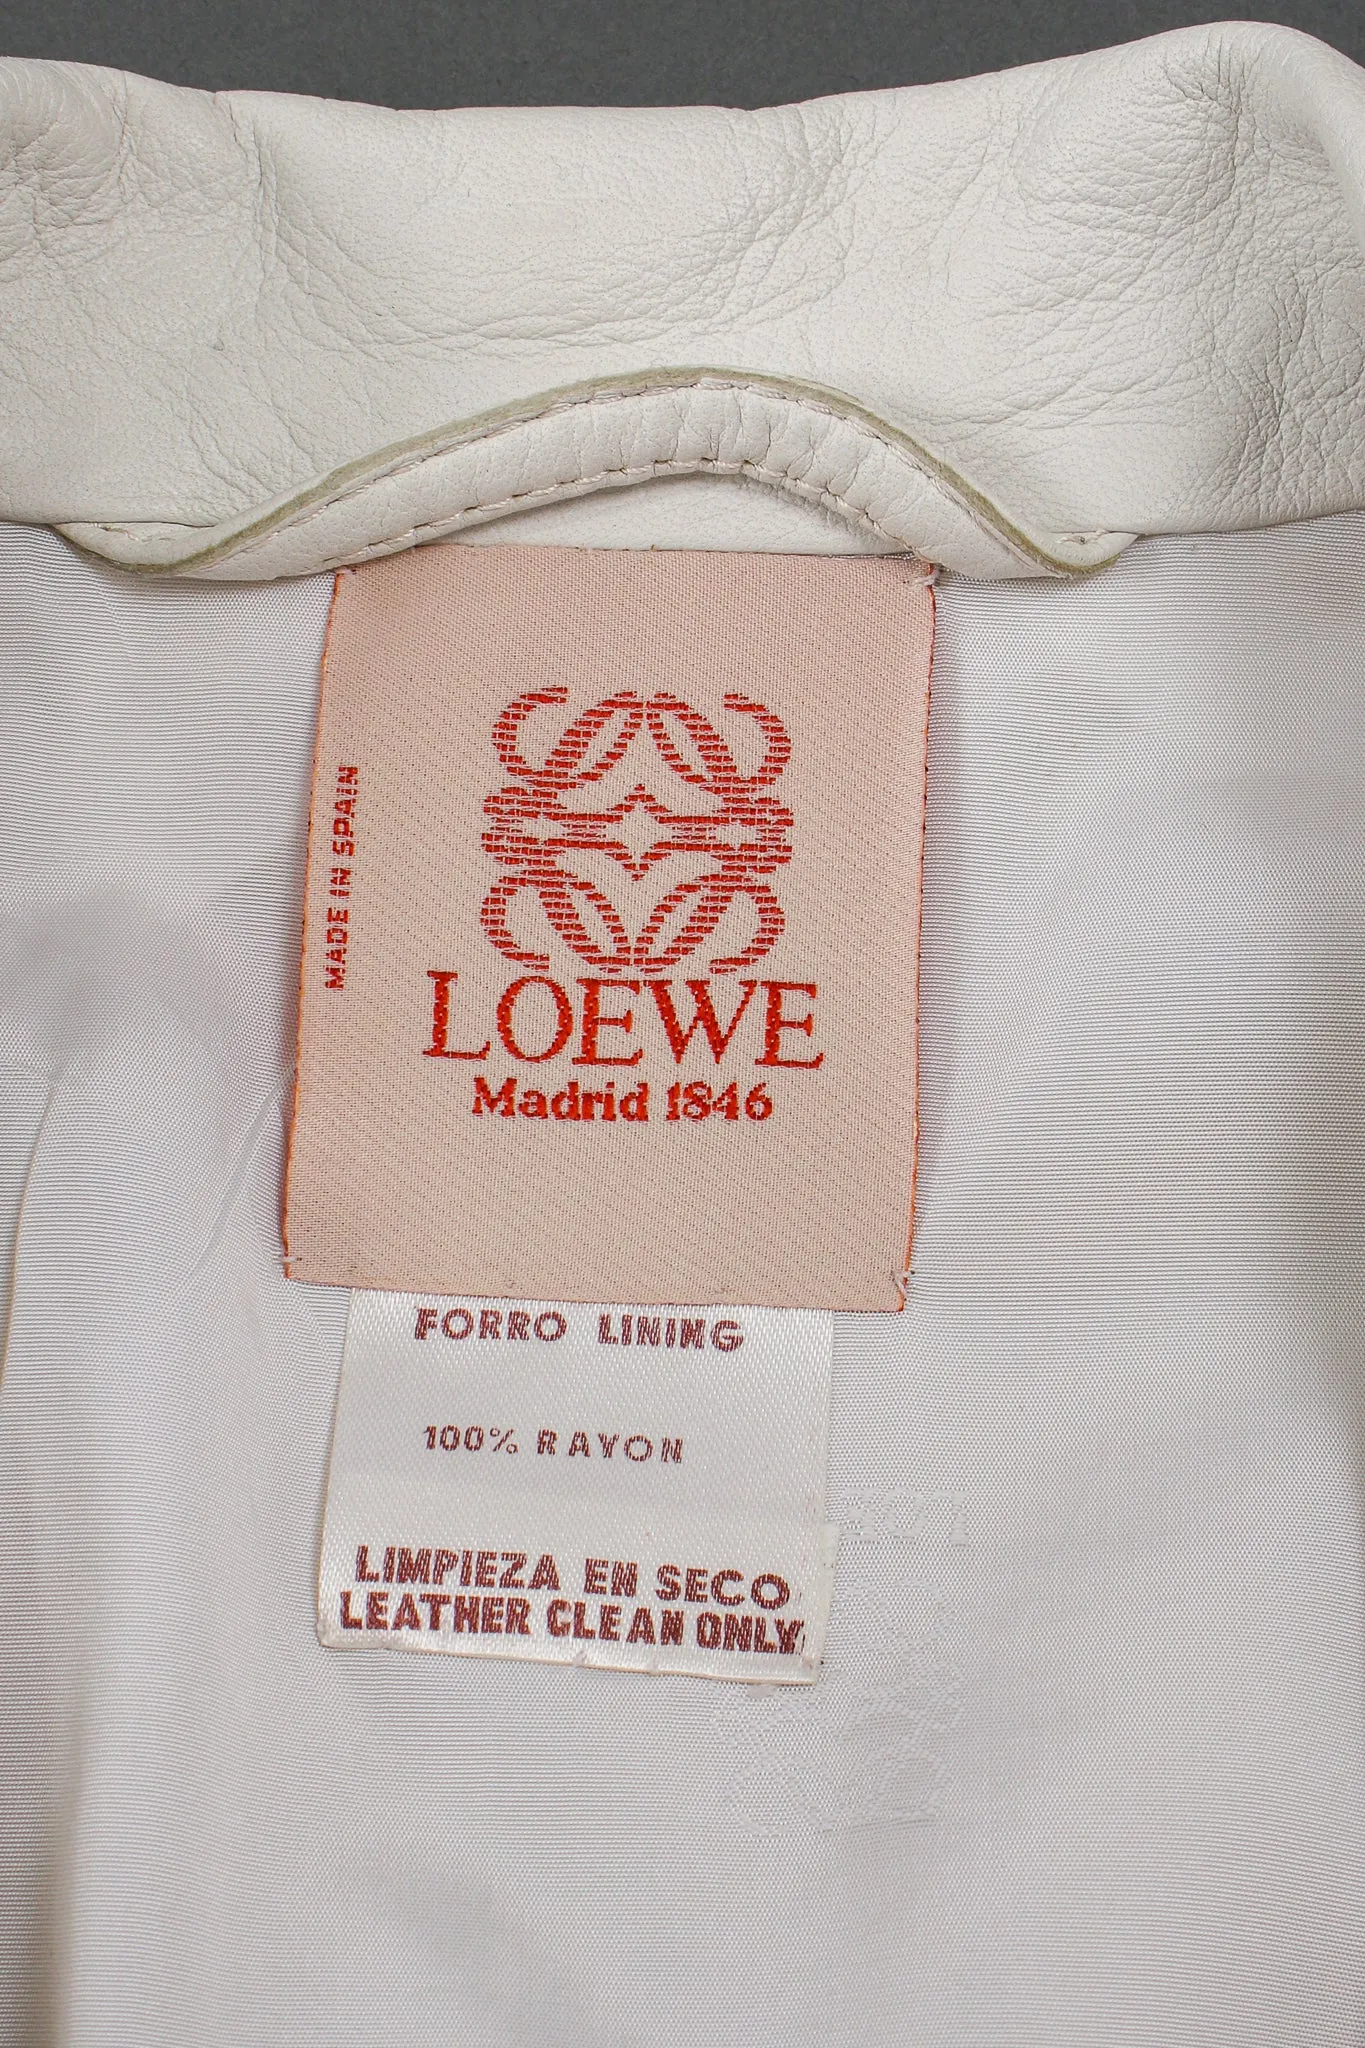 MADE IN SPAIN
LOEWE
Madrid 1846
FORRO LINING
100% RAYON
LIMPIEZA EN SECO
LEATHER CLEAN ONLY